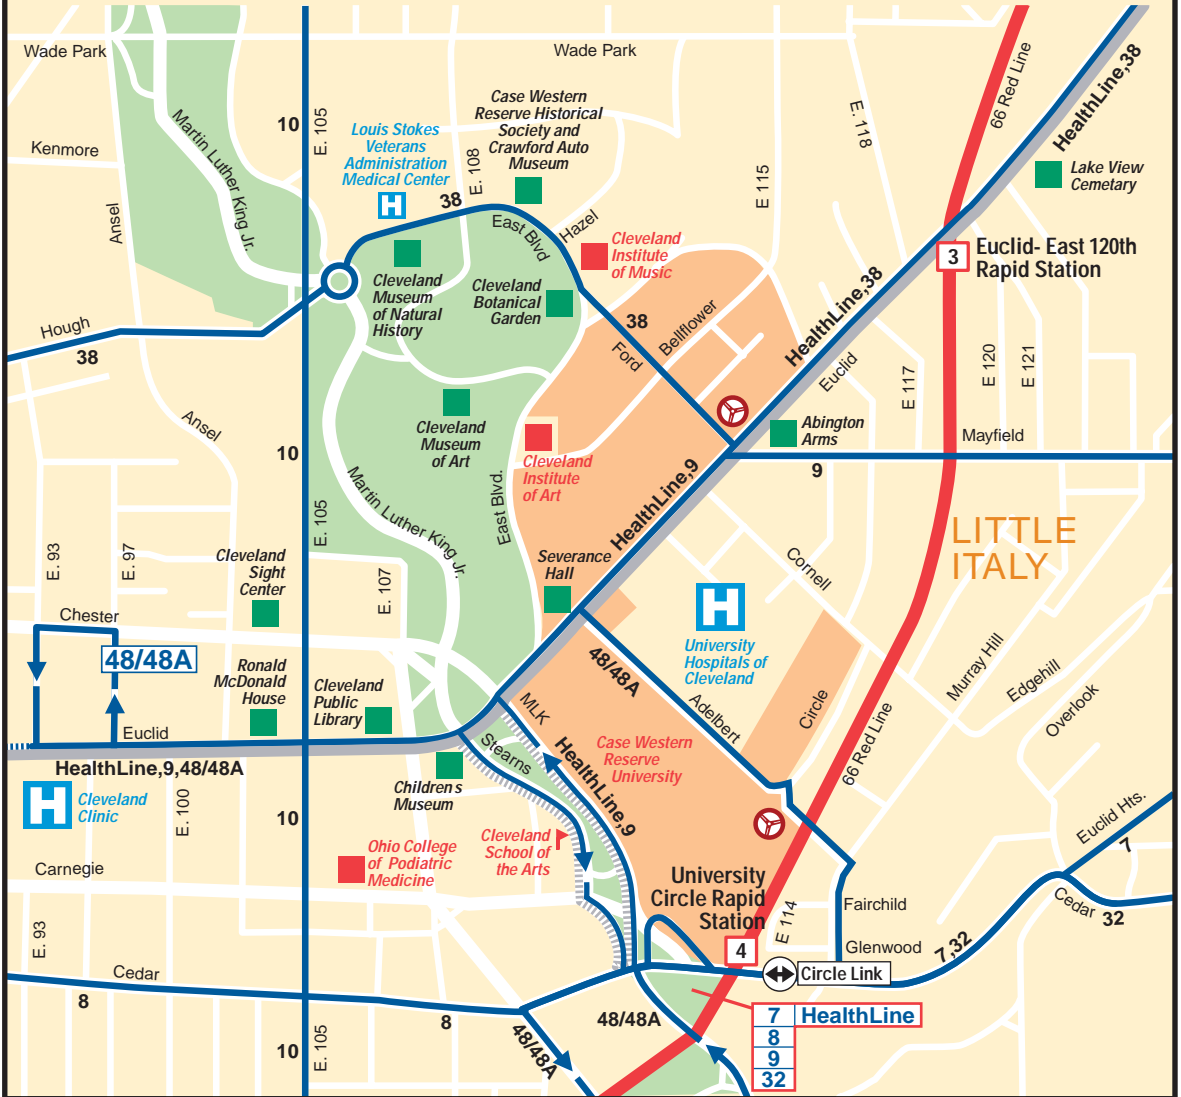 Wade Park
Wade Park
66 Red Line
HealthLine,38
Case Western
Reserve Historical
Society and
Crawford Auto
Museum
10
E. 105
Martin Luther King Jr.
E. 118
Louis Stokes
Veterans
Administration
Medical Center
H
Kenmore
E. 108
E 115
Lake View
Cemetary
38
Ansel
East Blvd
Hazel
Cleveland
Institute
of Music
3
Euclid- East 120th
Rapid Station
Cleveland
Museum
of Natural
History
Cleveland
Botanical
Garden
HealthLine,38
Hough
38
38
Bellflower
Ford
Euclid
E 117
E 120
E 121
Ansel
Cleveland
Museum
of Art
Abington
Arms
Mayfield
10
9
Cleveland
Institute
of Art
HealthLine,9
East Blvd.
Martin Luther King Jr.
E. 105
LITTLE
ITALY
E. 93
E. 97
Cleveland
Sight
Center
E. 107
Severance
Hall
Cornell
H
Chester
48/48A
University
Hospitals of
Cleveland
48/48A
Ronald
McDonald
House
Cleveland
Public
Library
MLK
Adelbert
Circle
Murray Hill
Edgehill
Overlook
Euclid
HealthLine,9,48/48A
Stearns
HealthLine,9
Case Western
Reserve
University
66 Red Line
H
Cleveland
Clinic
E. 100
Children's
Museum
10
Euclid Hts.
7
Cleveland
School of
the Arts
Ohio College
of Podiatric
Medicine
Carnegie
University
Circle Rapid
Station
4
E 114
Fairchild
Cedar
32
Glenwood
7,32
E. 93
Cedar
8
Circle Link
7 HealthLine
8
9
32
8
48/48A
48/48A
10
E. 105